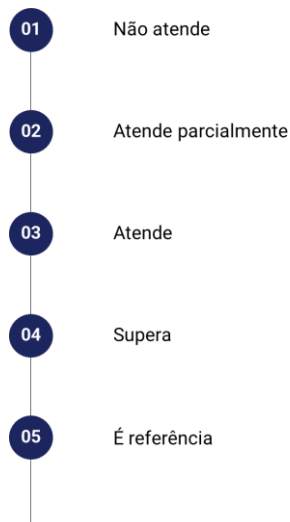 01 Não atende
02 Atende parcialmente
03 Atende
04 Supera
05 É referência